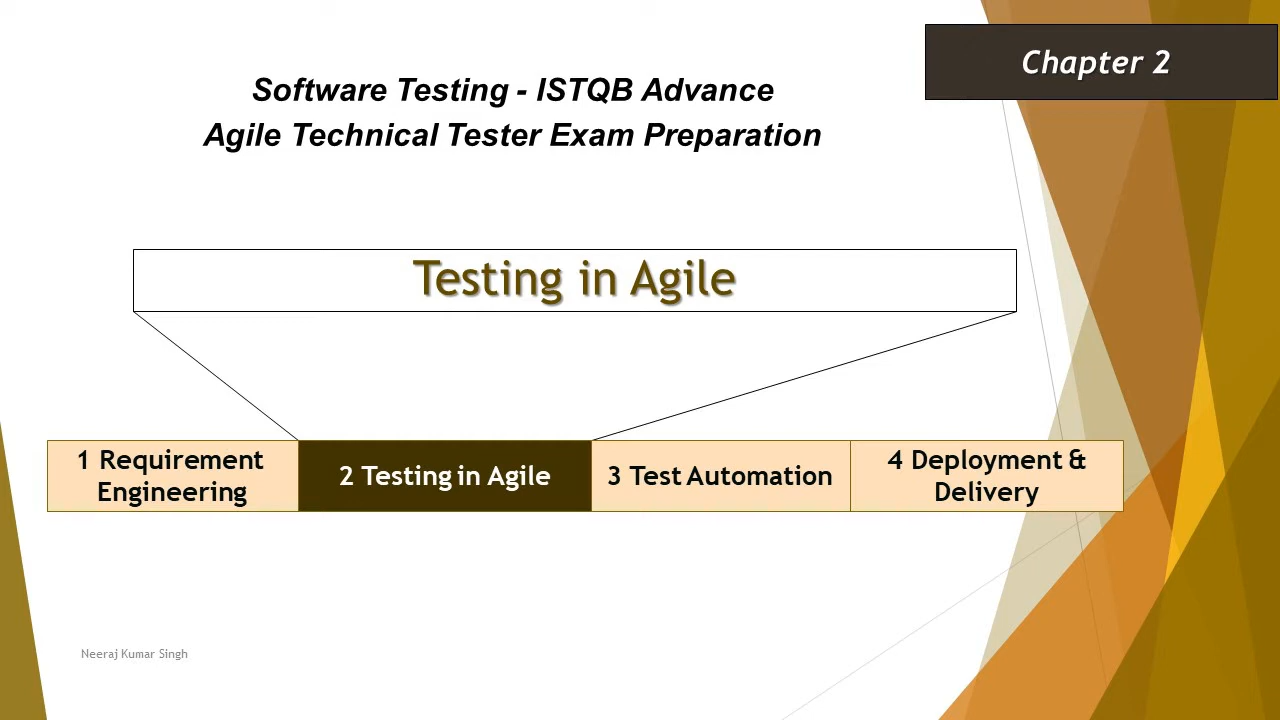 Chapter 2
Software Testing - ISTQB Advance
Agile Technical Tester Exam Preparation
Testing in Agile
1 Requirement
Engineering
2 Testing in Agile
3 Test Automation
4 Deployment &
Delivery
Neeraj Kumar Singh